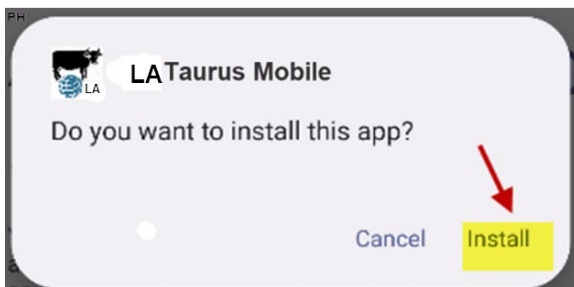 PH
LA Taurus Mobile
LA
Do you want to install this app?
Cancel Install